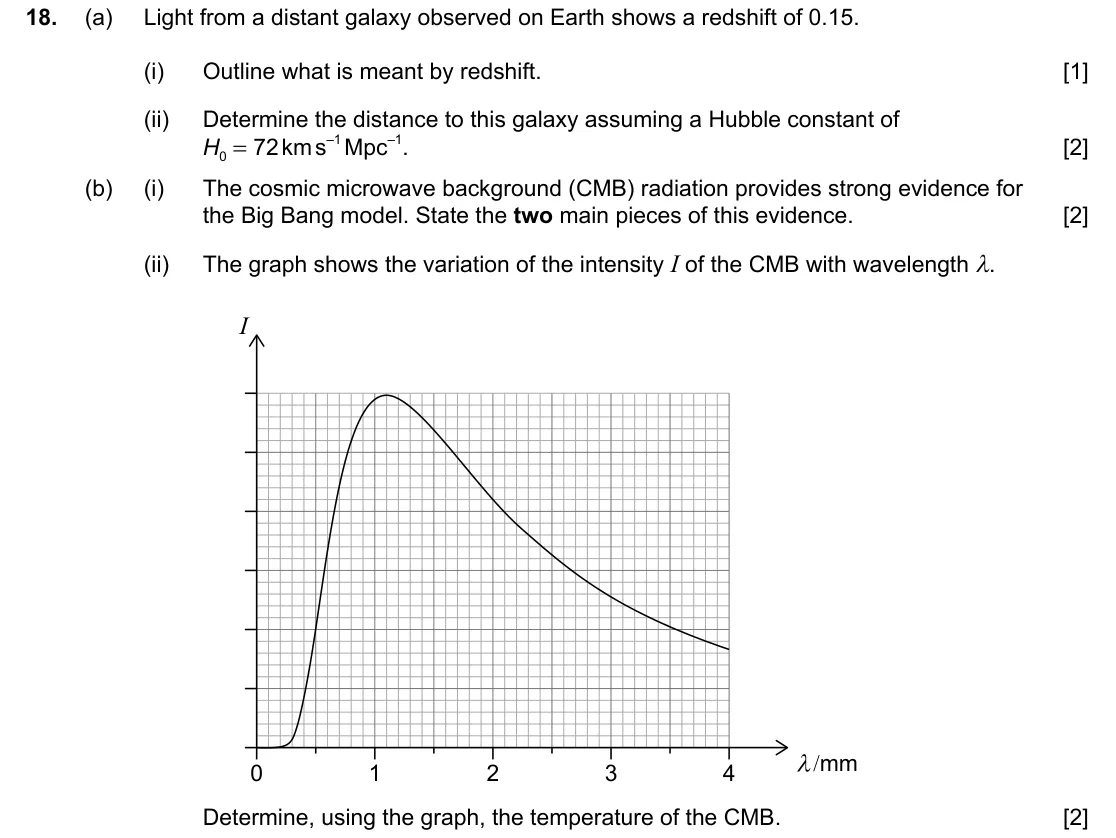 18. (a) Light from a distant galaxy observed on Earth shows a redshift of 0.15.
(i) Outline what is meant by redshift. [1]
(ii) Determine the distance to this galaxy assuming a Hubble constant of
H₀ = 72 km s⁻¹ Mpc⁻¹. [2]
(b) (i) The cosmic microwave background (CMB) radiation provides strong evidence for
the Big Bang model. State the two main pieces of this evidence. [2]
(ii) The graph shows the variation of the intensity I of the CMB with wavelength λ.
I
0 1 2 3 4 λ/mm
Determine, using the graph, the temperature of the CMB. [2]